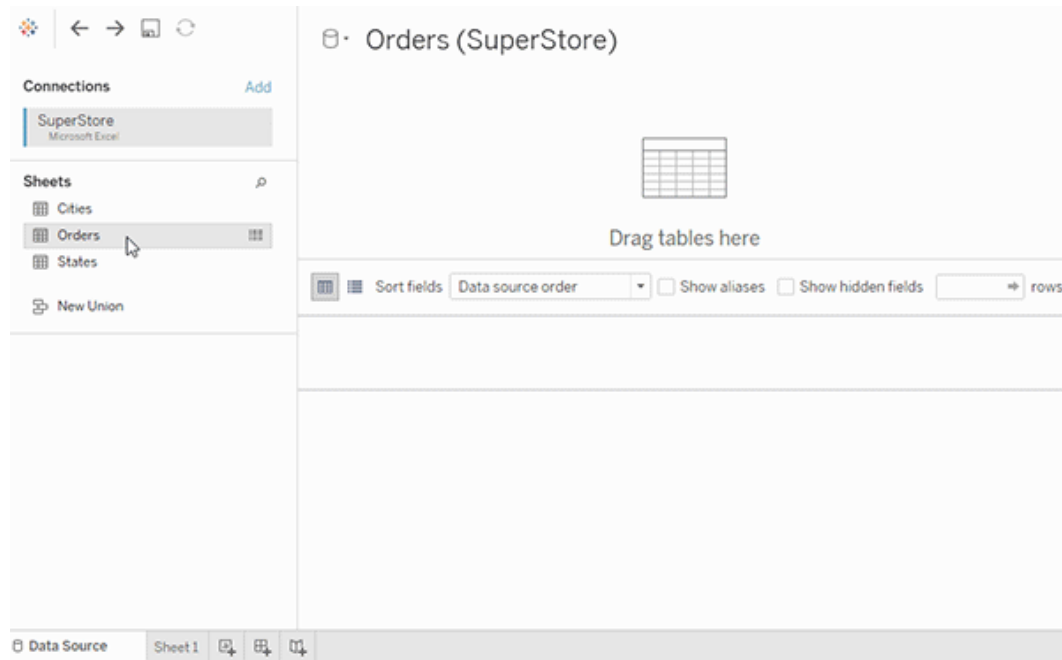 Orders (SuperStore)
Connections Add
SuperStore
Microsoft Excel
Sheets
Cities
Orders
States
New Union
Drag tables here
Sort fields Data source order Show aliases Show hidden fields rows
Data Source Sheet 1